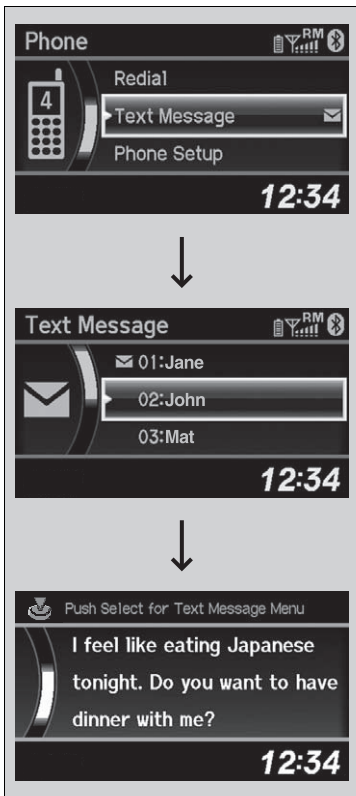 Phone
RM
4
Redial
Text Message
Phone Setup
12:34
Text Message
RM
01:Jane
02:John
03:Mat
12:34
Push Select for Text Message Menu
I feel like eating Japanese
tonight. Do you want to have
dinner with me?
12:34